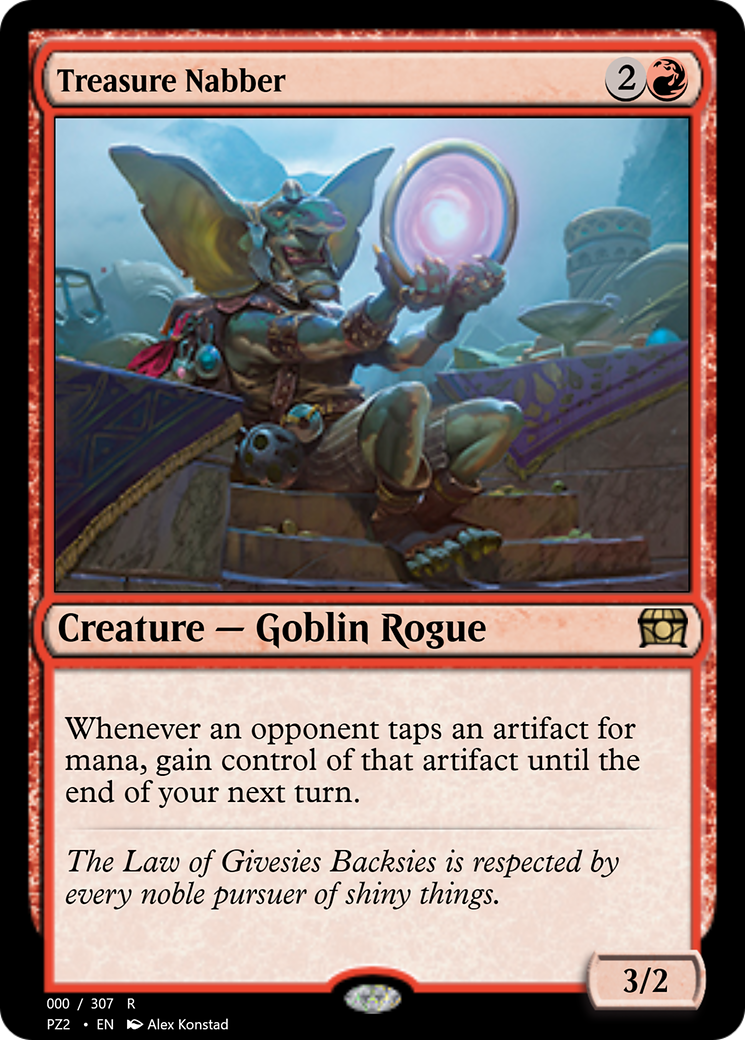 Treasure Nabber 2
Creature — Goblin Rogue
Whenever an opponent taps an artifact for
mana, gain control of that artifact until the
end of your next turn.
The Law of Givesies Backsies is respected by
every noble pursuer of shiny things.
3/2
000 / 307 R
PZ2 • EN Alex Konstad